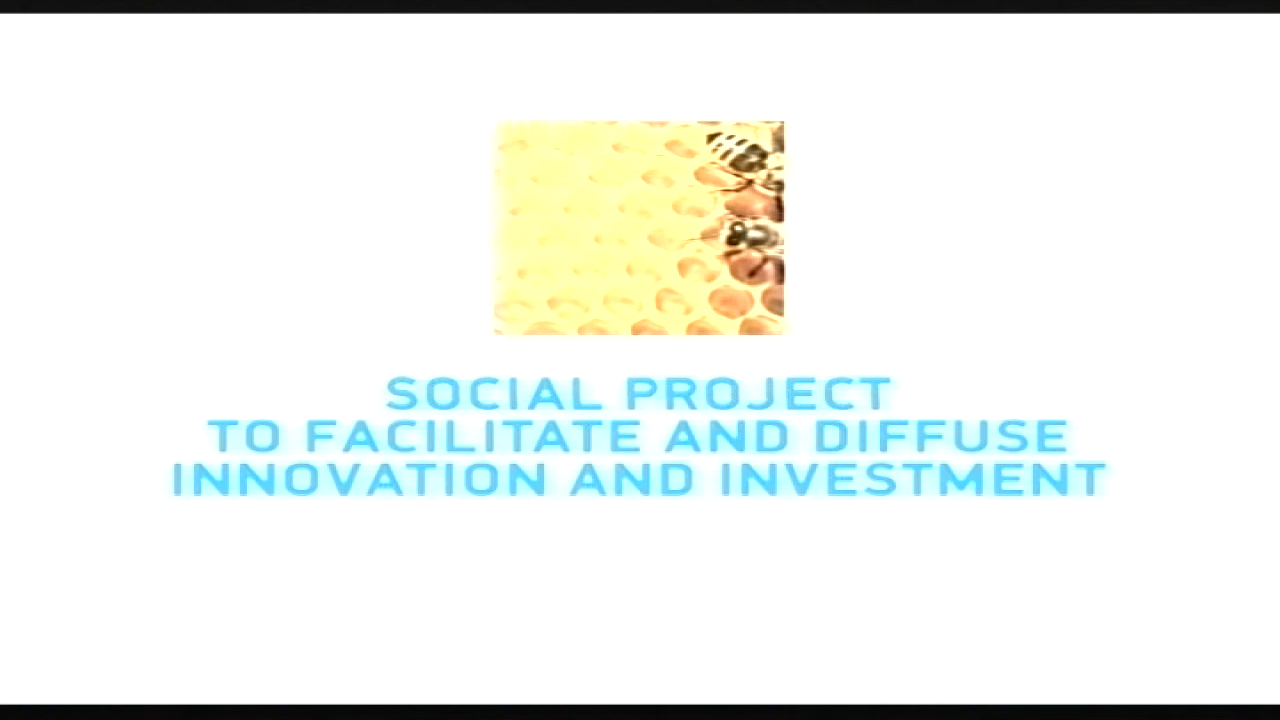 SOCIAL PROJECT
TO FACILITATE AND DIFFUSE
INNOVATION AND INVESTMENT